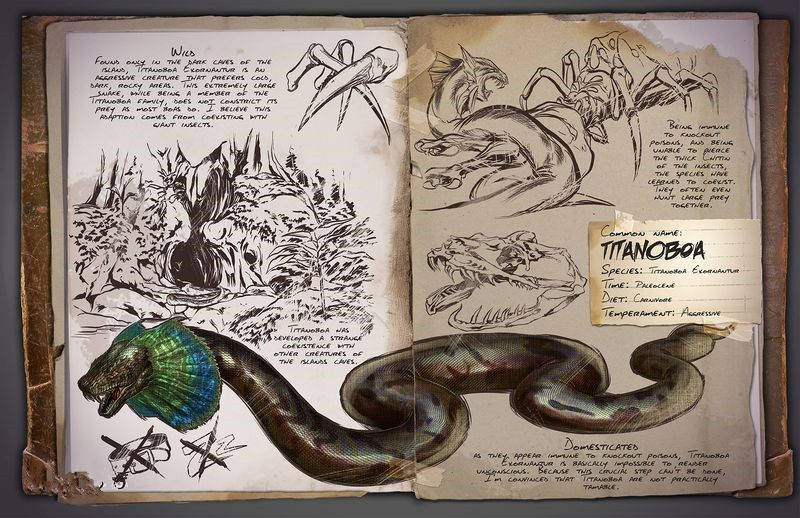 Wild
Found only in the dark caves of the
island, Titanoboa Exornantur is an
aggressive creature that prefers cold,
dark, rocky areas. This extremely large
snake, while being a member of the
Titanoboa family, does not constrict its
prey as most boas do. I believe this
adaption comes from coexisting with
giant insects.
Titanoboa has
developed a strange
coexistence with
other creatures of
the islands caves.
Being immune
to knockout
poisons, and being
unable to pierce
the thick chitin
of the insects,
the species have
learned to coexist.
They often even
hunt large prey
together.
Common name:
Titanoboa
Species: Titanoboa Exornantur
Time: Paleocene
Diet: Carnivore
Temperament: Aggressive
Domesticated
As they appear immune to knockout poisons, Titanoboa
Exornantur is basically impossible to render
unconscious. Because this crucial step can't be done,
I'm convinced that Titanoboa are not practically
tamable.